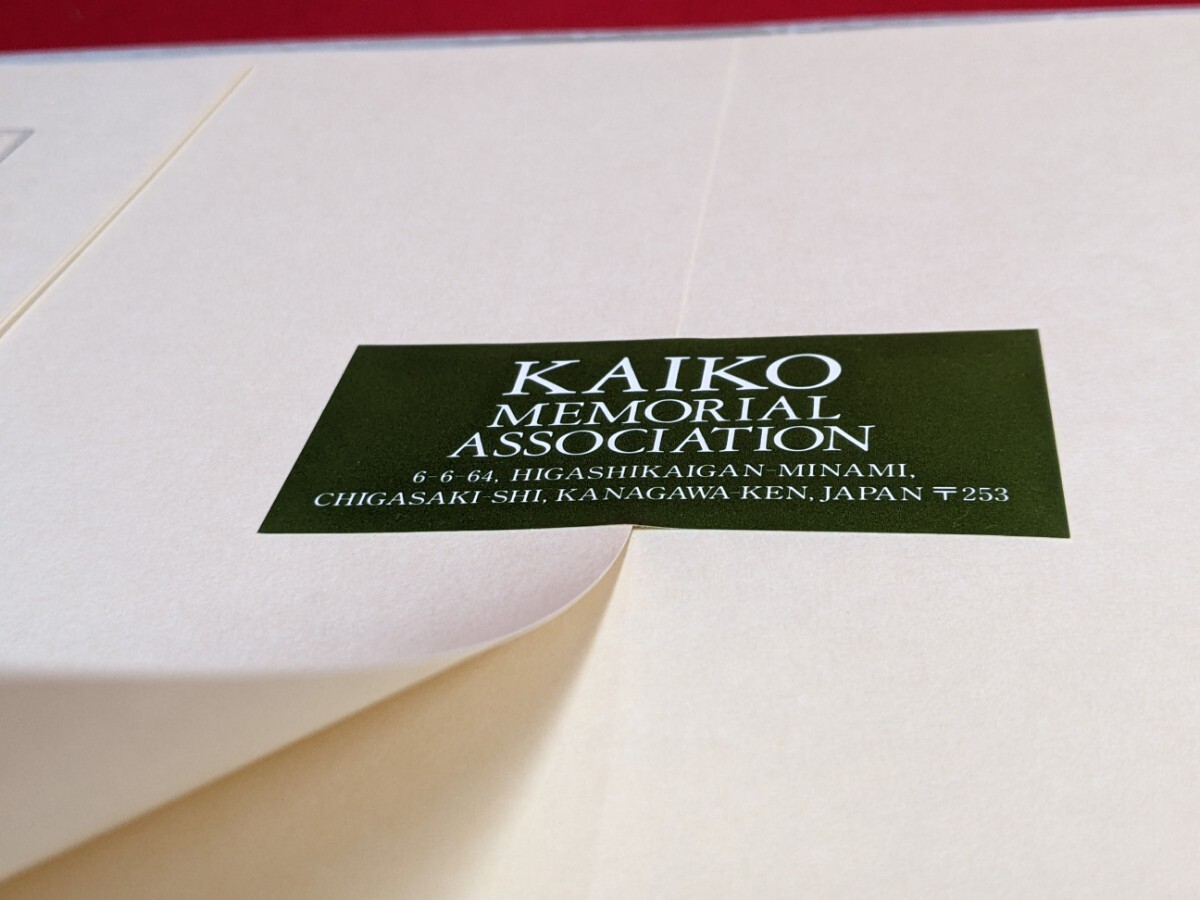 KAIKO
MEMORIAL
ASSOCIATION
6-6-64, HIGASHIKAIGAN-MINAMI,
CHIGASAKI-SHI, KANAGAWA-KEN, JAPAN 〒253